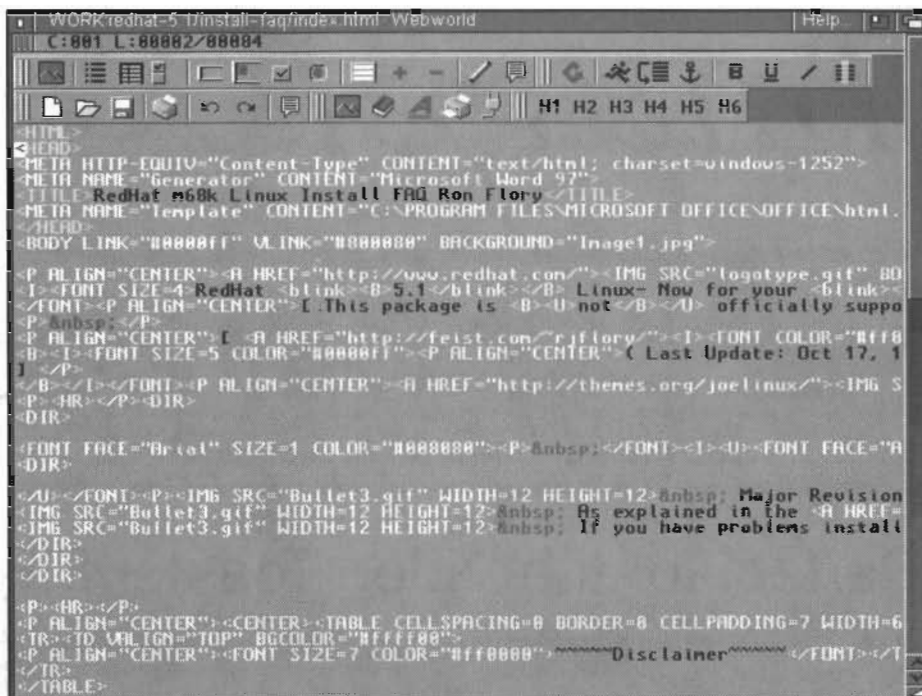 WORK:redhat-5.1/install-faq/index.html - Webworld Help...
C:001 L:00002/00084
B U
H1 H2 H3 H4 H5 H6
<HTML>
<HEAD>
<META HTTP-EQUIV="Content-Type" CONTENT="text/html; charset=windows-1252">
<META NAME="Generator" CONTENT="Microsoft Word 97">
<TITLE>RedHat m68k Linux Install FAQ Ron Flory</TITLE>
<META NAME="Template" CONTENT="C:\PROGRAM FILES\MICROSOFT OFFICE\OFFICE\html.
</HEAD>
<BODY LINK="#0000ff" VLINK="#800080" BACKGROUND="Image1.jpg">
<P ALIGN="CENTER"><A HREF="http://www.redhat.com/"><IMG SRC="logotype.gif" BO
<I><FONT SIZE=4>RedHat <blink><B>5.1</blink></B> Linux- Now for your <blink><
</FONT><P ALIGN="CENTER">[ This package is <B><U>not</B></U> officially suppo
<P>&nbsp;</P>
<P ALIGN="CENTER">[ <A HREF="http://feist.com/~rjflory/"><I><FONT COLOR="#ff0
<B><I><FONT SIZE=5 COLOR="#0000ff"><P ALIGN="CENTER">( Last Update: Oct 17, 1
] </P>
</B></I></FONT><P ALIGN="CENTER"><A HREF="http://themes.org/joelinux/"><IMG S
<P><HR></P><DIR>
<DIR>
<FONT FACE="Arial" SIZE=1 COLOR="#008080"><P>&nbsp;</FONT><I><U><FONT FACE="A
<DIR>
</U></FONT><P><IMG SRC="Bullet3.gif" WIDTH=12 HEIGHT=12>&nbsp; Major Revision
<IMG SRC="Bullet3.gif" WIDTH=12 HEIGHT=12>&nbsp; As explained in the <A HREF=
<IMG SRC="Bullet3.gif" WIDTH=12 HEIGHT=12>&nbsp; If you have problems install
</DIR>
</DIR>
</DIR>
<P><HR></P>
<P ALIGN="CENTER"><CENTER><TABLE CELLSPACING=0 BORDER=0 CELLPADDING=7 WIDTH=6
<TR><TD VALIGN="TOP" BGCOLOR="#ffff00">
<P ALIGN="CENTER"><FONT SIZE=7 COLOR="#ff0000">~~~~~~Disclaimer~~~~~~</FONT></T
</TR>
</TABLE>